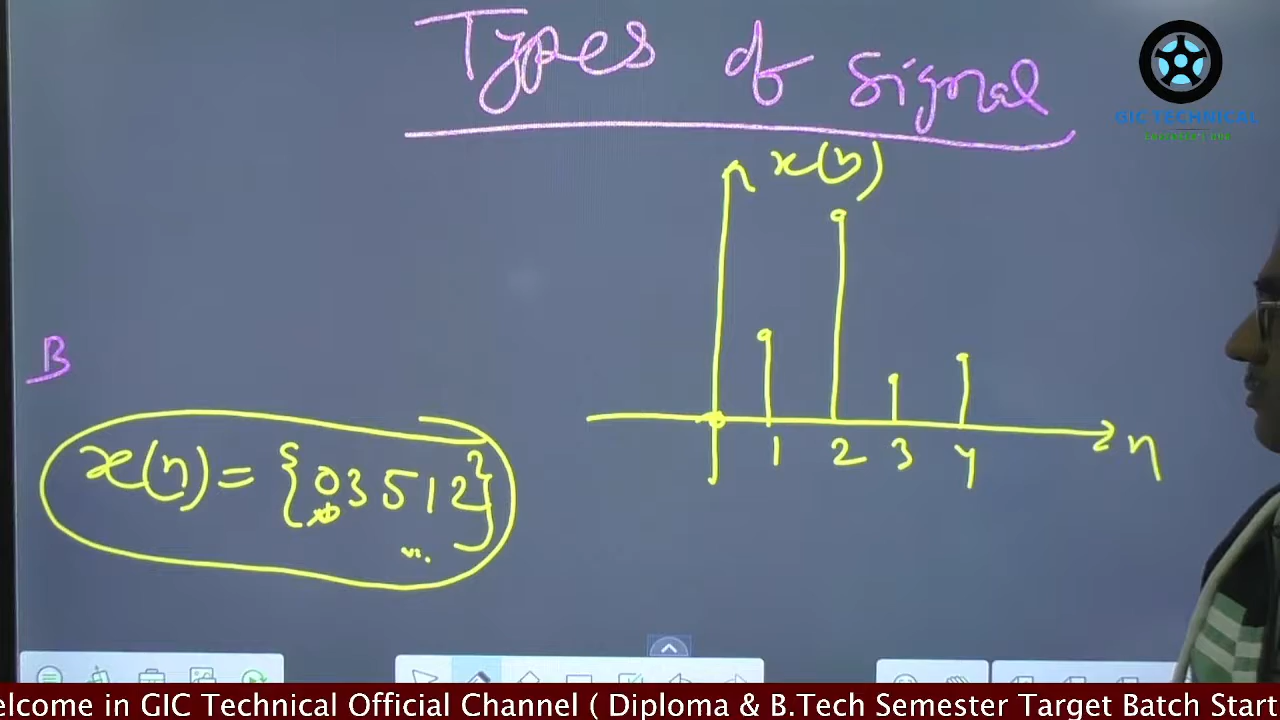 Types of Signal
GIC TECHNICAL
x(n)
B
1 2 3 4 n
x(n) = {0 3 5 1 2}
elcome in GIC Technical Official Channel ( Diploma & B.Tech Semester Target Batch Start